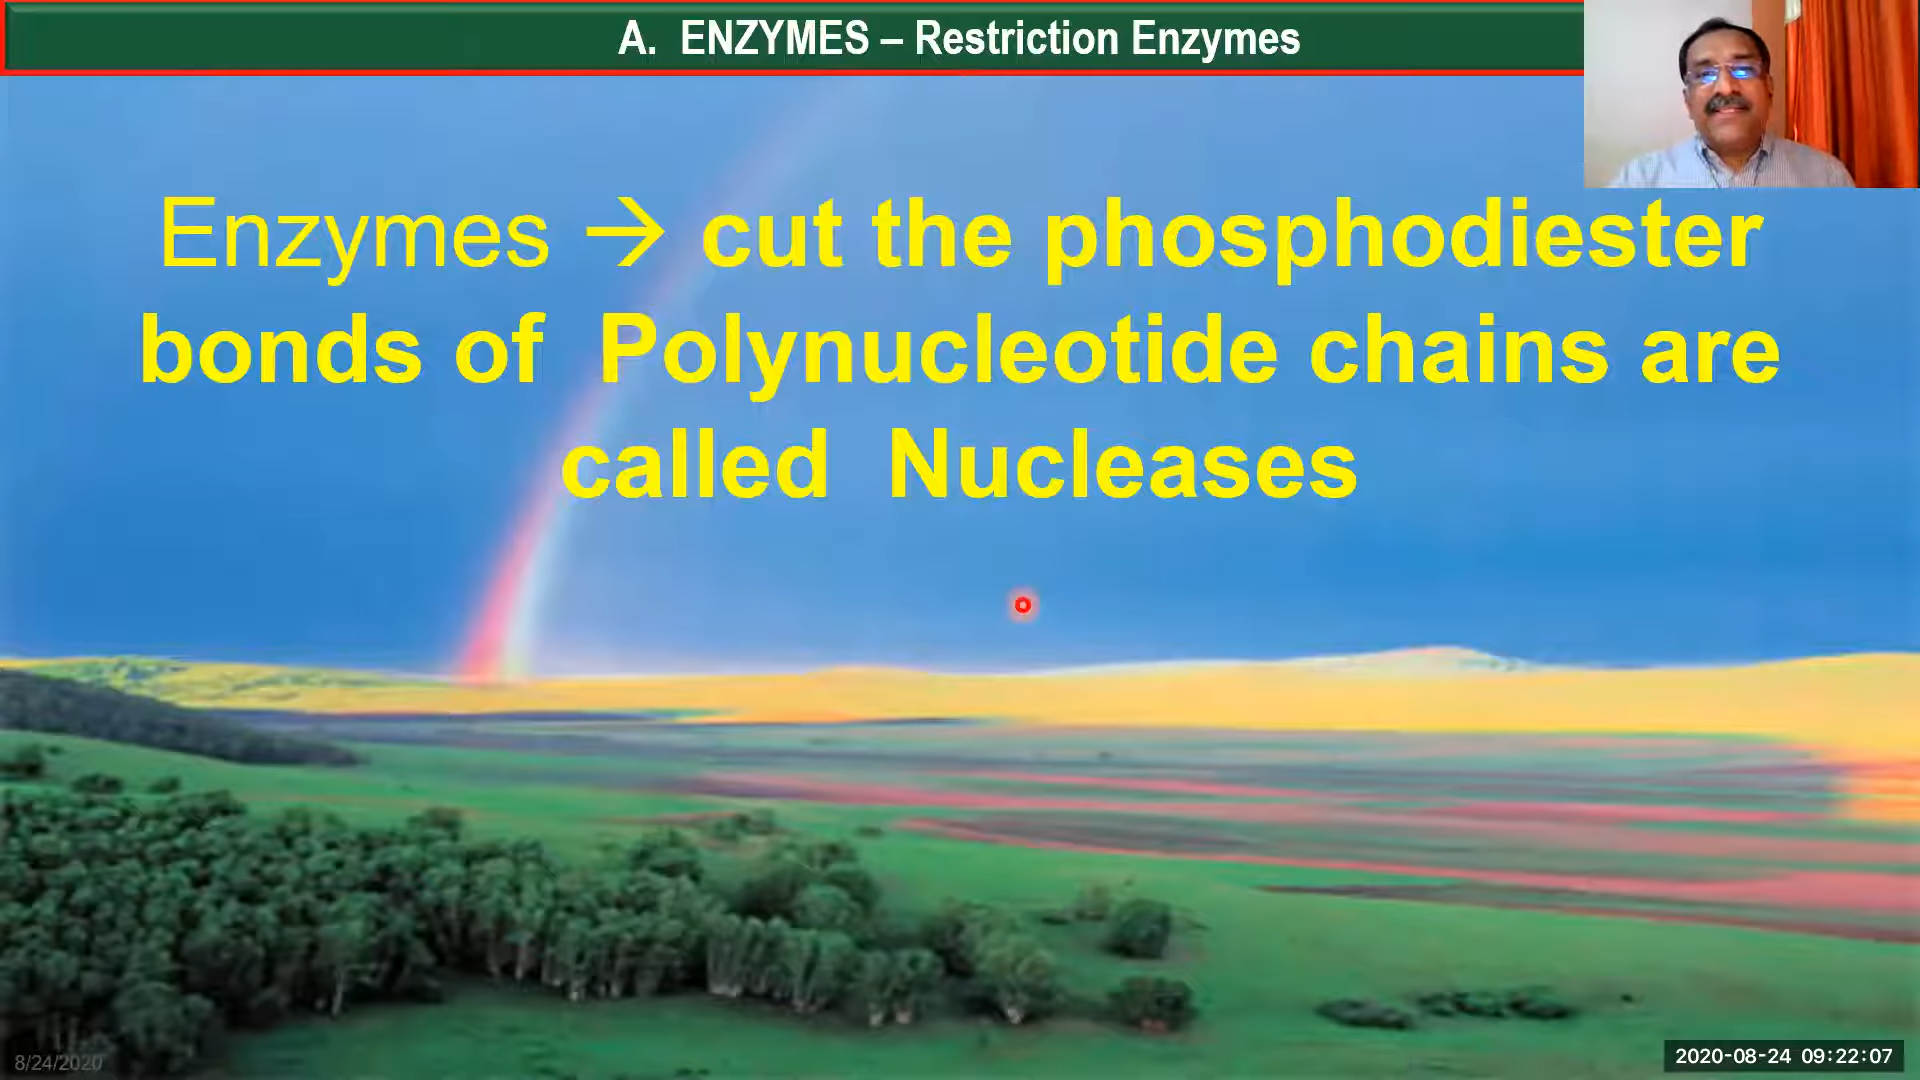 A. ENZYMES – Restriction Enzymes
Enzymes → cut the phosphodiester
bonds of Polynucleotide chains are
called Nucleases
8/24/2020
2020-08-24 09:22:07